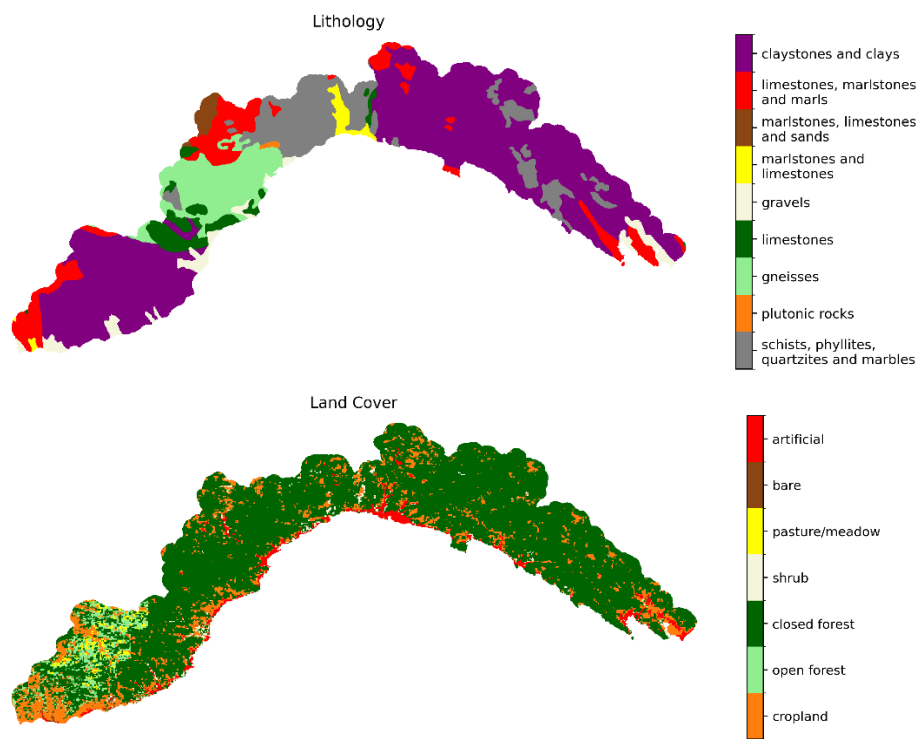 Lithology
claystones and clays
limestones, marlstones
and marls
marlstones, limestones
and sands
marlstones and
limestones
gravels
limestones
gneisses
plutonic rocks
schists, phyllites,
quartzites and marbles
Land Cover
artificial
bare
pasture/meadow
shrub
closed forest
open forest
cropland